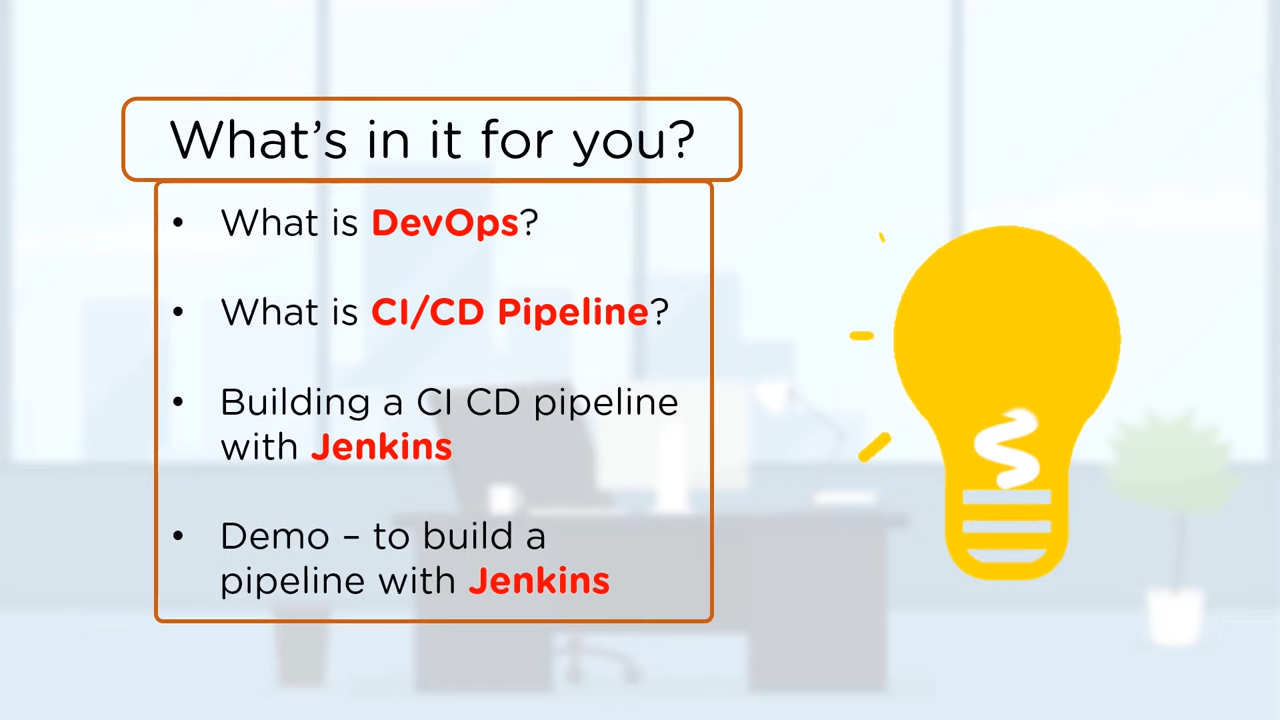 What’s in it for you?
• What is DevOps?
• What is CI/CD Pipeline?
• Building a CI CD pipeline
with Jenkins
• Demo – to build a
pipeline with Jenkins